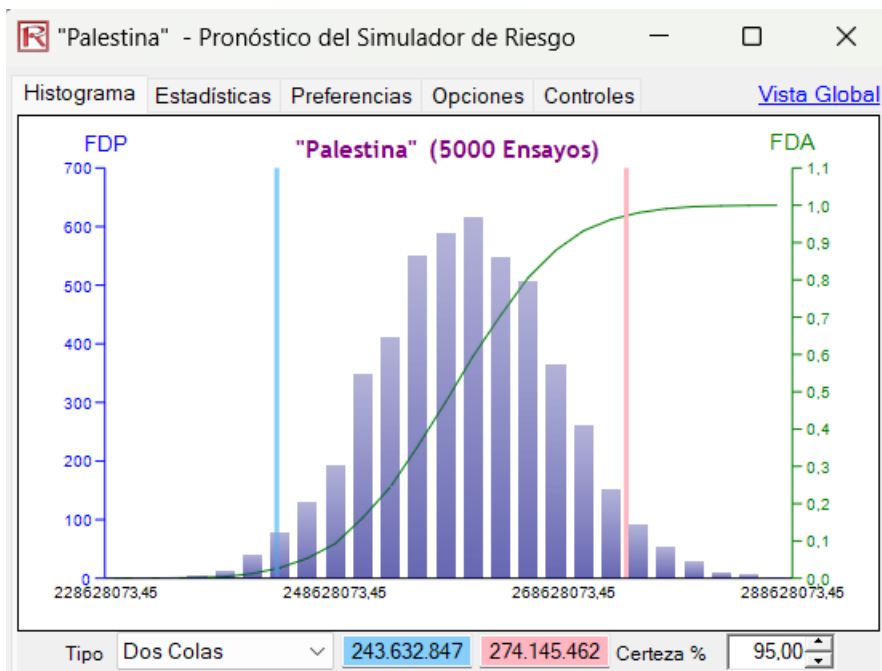 R "Palestina" - Pronóstico del Simulador de Riesgo
Histograma Estadísticas Preferencias Opciones Controles Vista Global
FDP "Palestina" (5000 Ensayos) FDA
700 1,1
600 1,0
500 0,9
400 0,8
300 0,7
200 0,6
100 0,5
0 0,4
0,3
0,2
0,1
0,0
228628073,45 248628073,45 268628073,45 288628073,45
Tipo Dos Colas 243.632.847 274.145.462 Certeza % 95,00